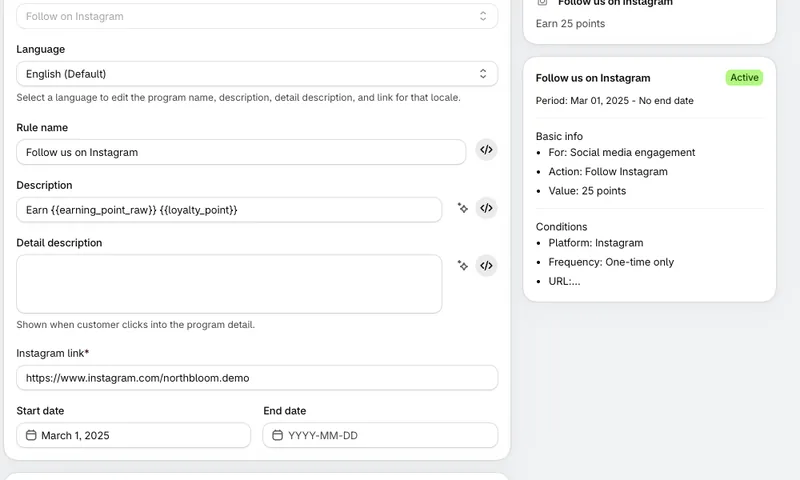 Follow on Instagram
Language
English (Default)
Select a language to edit the program name, description, detail description, and link for that locale.
Rule name
Follow us on Instagram
</>
Description
Earn {{earning_point_raw}} {{loyalty_point}}
</>
Detail description
</>
Shown when customer clicks into the program detail.
Instagram link*
https://www.instagram.com/northbloom.demo
Start date
End date
March 1, 2025
YYYY-MM-DD
Follow us on Instagram
Earn 25 points
Follow us on Instagram
Active
Period: Mar 01, 2025 - No end date
Basic info
• For: Social media engagement
• Action: Follow Instagram
• Value: 25 points
Conditions
• Platform: Instagram
• Frequency: One-time only
• URL:...